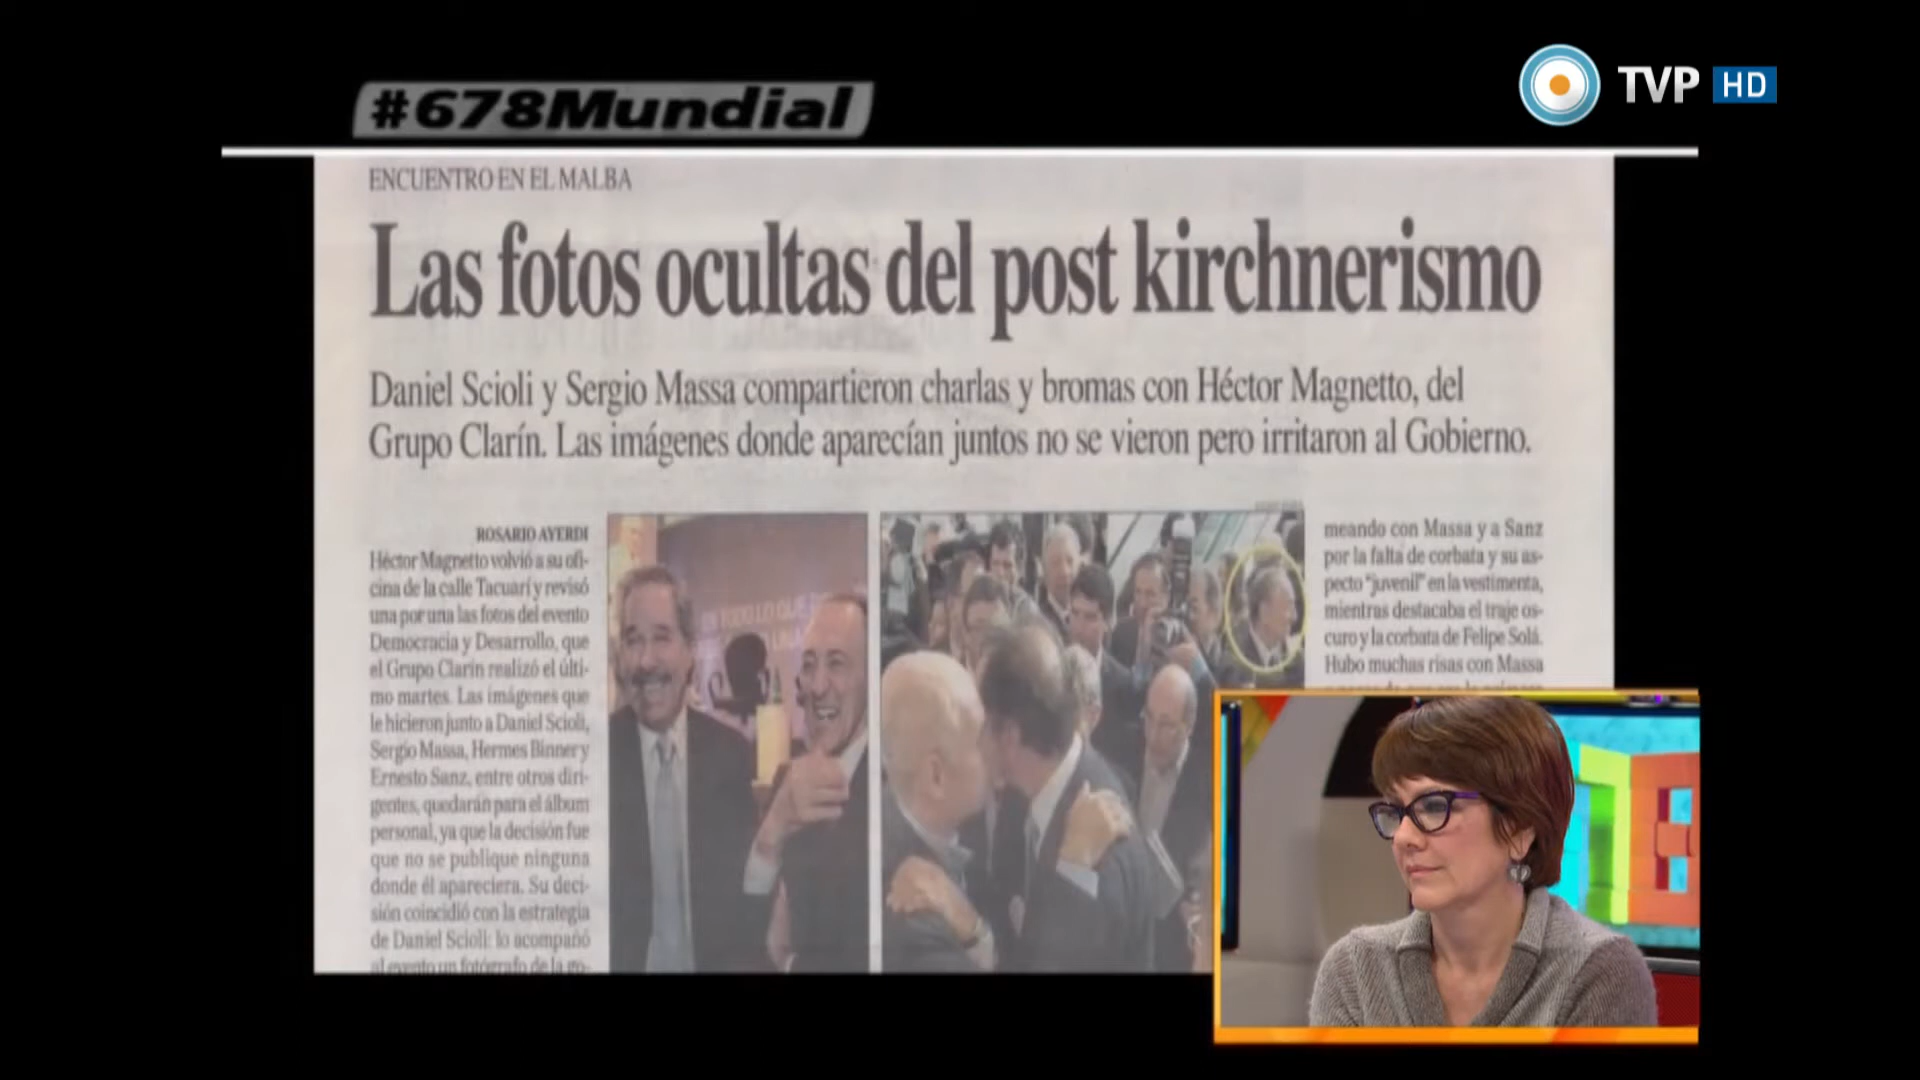 #678Mundial
TVP HD
ENCUENTRO EN EL MALBA
Las fotos ocultas del post kirchnerismo
Daniel Scioli y Sergio Massa compartieron charlas y bromas con Héctor Magnetto, del
Grupo Clarín. Las imágenes donde aparecían juntos no se vieron pero irritaron al Gobierno.
ROSARIO AYERDI
Héctor Magnetto volvió a su ofi-
cina de la calle Tacuarí y revisó
una por una las fotos del evento
Democracia y Desarrollo, que
el Grupo Clarín realizó el últi-
mo martes. Las imágenes que
le hicieron junto a Daniel Scioli,
Sergio Massa, Hermes Binner y
Ernesto Sanz, entre otros diri-
gentes, quedarán para el álbum
personal, ya que la decisión fue
que no se publique ninguna
donde él apareciera. Su deci-
sión coincidió con la estrategia
de Daniel Scioli: lo acompañó
al evento un fotógrafo de la go-
meando con Massa y a Sanz
por la falta de corbata y su as-
pecto "juvenil" en la vestimenta,
mientras destacaba el traje os-
curo y la corbata de Felipe Solá.
Hubo muchas risas con Massa